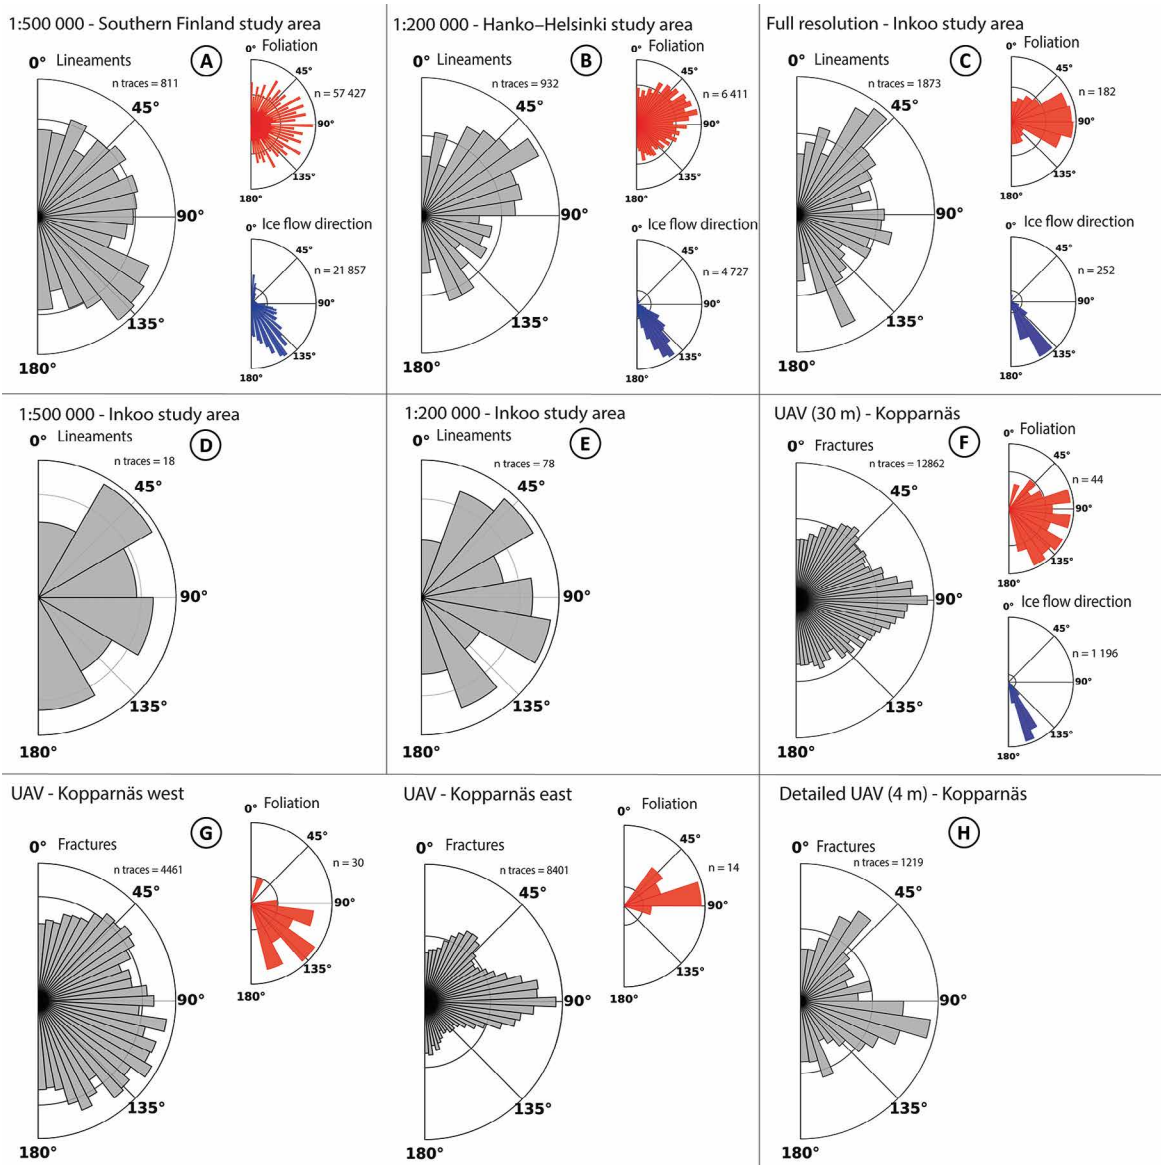 1:500 000 - Southern Finland study area
A
0° Lineaments
n traces = 811
45°
90°
135°
180°
0° Foliation
45°
n = 57 427
90°
135°
180°
Ice flow direction
0°
45°
n = 21 857
90°
135°
180°
1:200 000 - Hanko–Helsinki study area
B
0° Lineaments
n traces = 932
45°
90°
135°
180°
0° Foliation
45°
n = 6 411
90°
135°
180°
Ice flow direction
0°
45°
n = 4 727
90°
135°
180°
Full resolution - Inkoo study area
C
0° Lineaments
n traces = 1873
45°
90°
135°
180°
0° Foliation
45°
n = 182
90°
135°
180°
Ice flow direction
0°
45°
n = 252
90°
135°
180°
1:500 000 - Inkoo study area
D
0° Lineaments
n traces = 18
45°
90°
135°
180°
1:200 000 - Inkoo study area
E
0° Lineaments
n traces = 78
45°
90°
135°
180°
UAV (30 m) - Kopparnäs
F
0° Fractures
n traces = 12862
45°
90°
135°
180°
0° Foliation
45°
n = 44
90°
135°
180°
0° Ice flow direction
45°
n = 1 196
90°
135°
180°
UAV - Kopparnäs west
G
0° Fractures
n traces = 4461
45°
90°
135°
180°
0° Foliation
45°
n = 30
90°
135°
180°
UAV - Kopparnäs east
0° Fractures
n traces = 8401
45°
90°
135°
180°
0° Foliation
45°
n = 14
90°
135°
180°
Detailed UAV (4 m) - Kopparnäs
H
0° Fractures
n traces = 1219
45°
90°
135°
180°